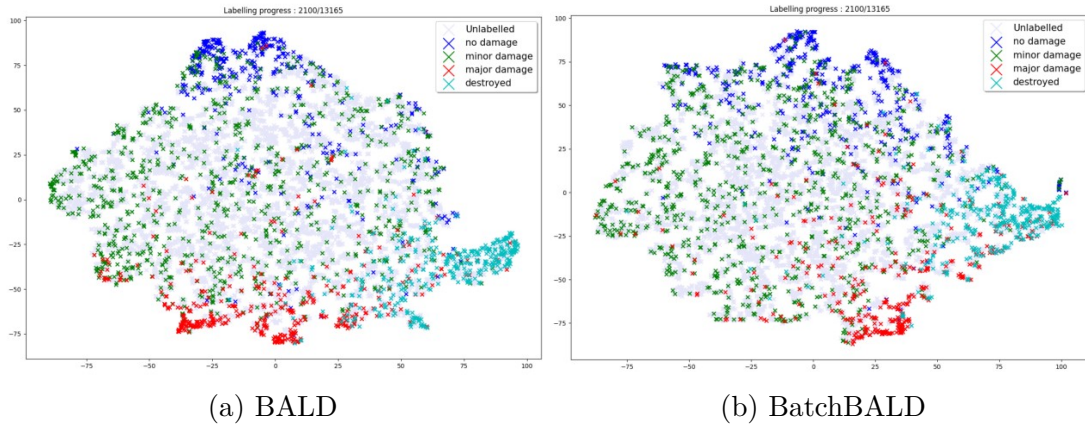 Labelling progress : 2100/13165
Unlabelled
no damage
minor damage
major damage
destroyed
100
75
50
25
0
−25
−50
−75
−75
−50
−25
0
25
50
75
100
(a) BALD
Labelling progress : 2100/13165
Unlabelled
no damage
minor damage
major damage
destroyed
100
75
50
25
0
−25
−50
−75
−75
−50
−25
0
25
50
75
100
(b) BatchBALD